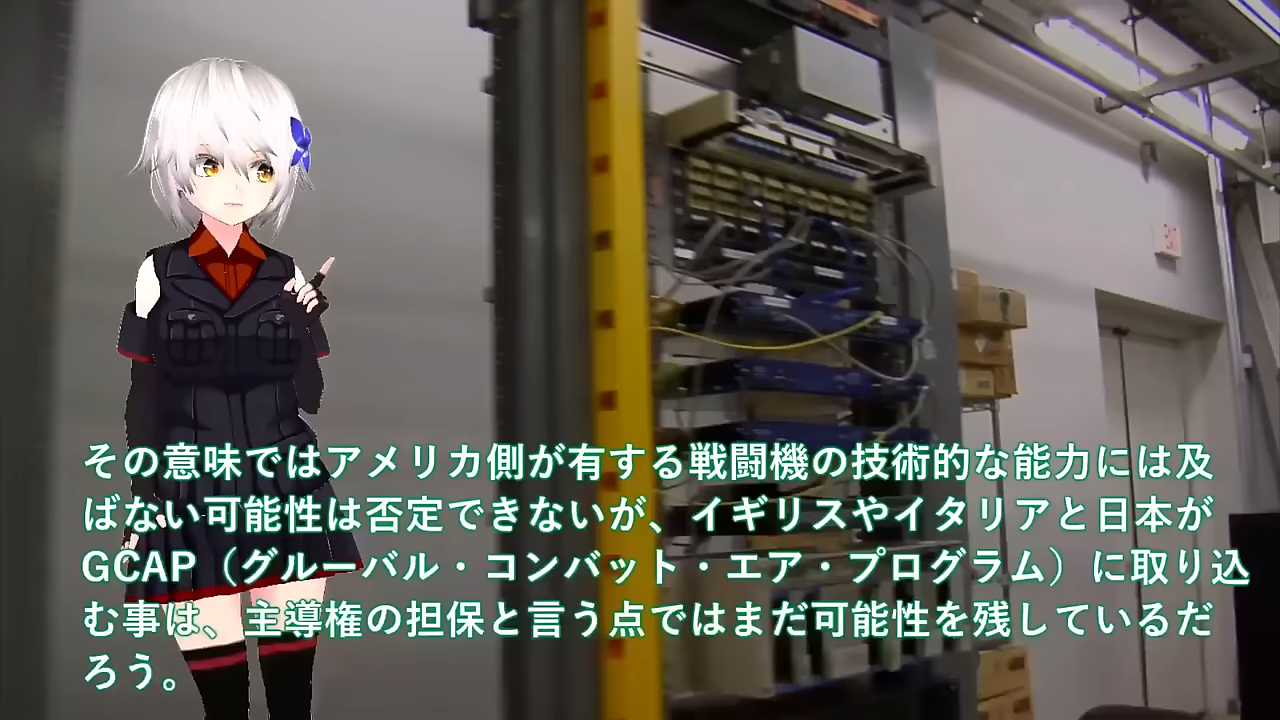 その意味ではアメリカ側が有する戦闘機の技術的な能力には及
ばない可能性は否定できないが、イギリスやイタリアと日本が
GCAP（グルーバル・コンバット・エア・プログラム）に取り込
む事は、主導権の担保と言う点ではまだ可能性を残しているだ
ろう。